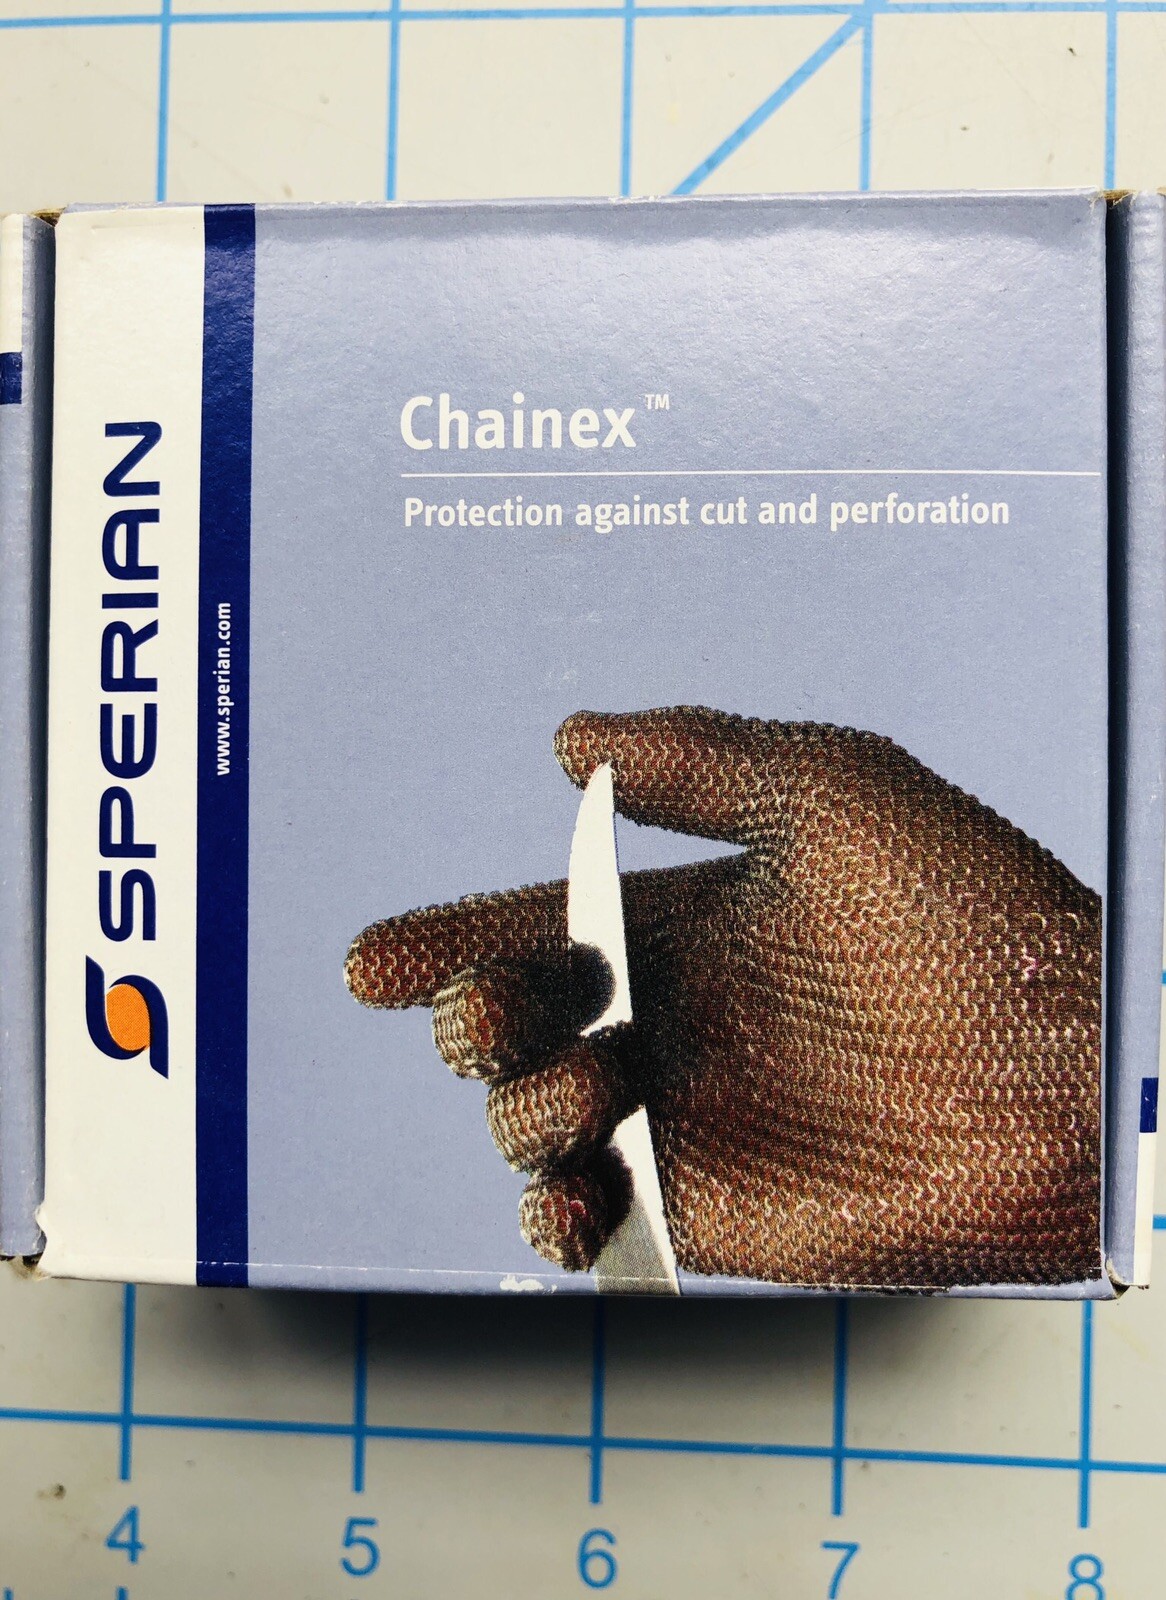 Chainex™
Protection against cut and perforation
SPERIAN
www.sperian.com
4 5 6 7 8